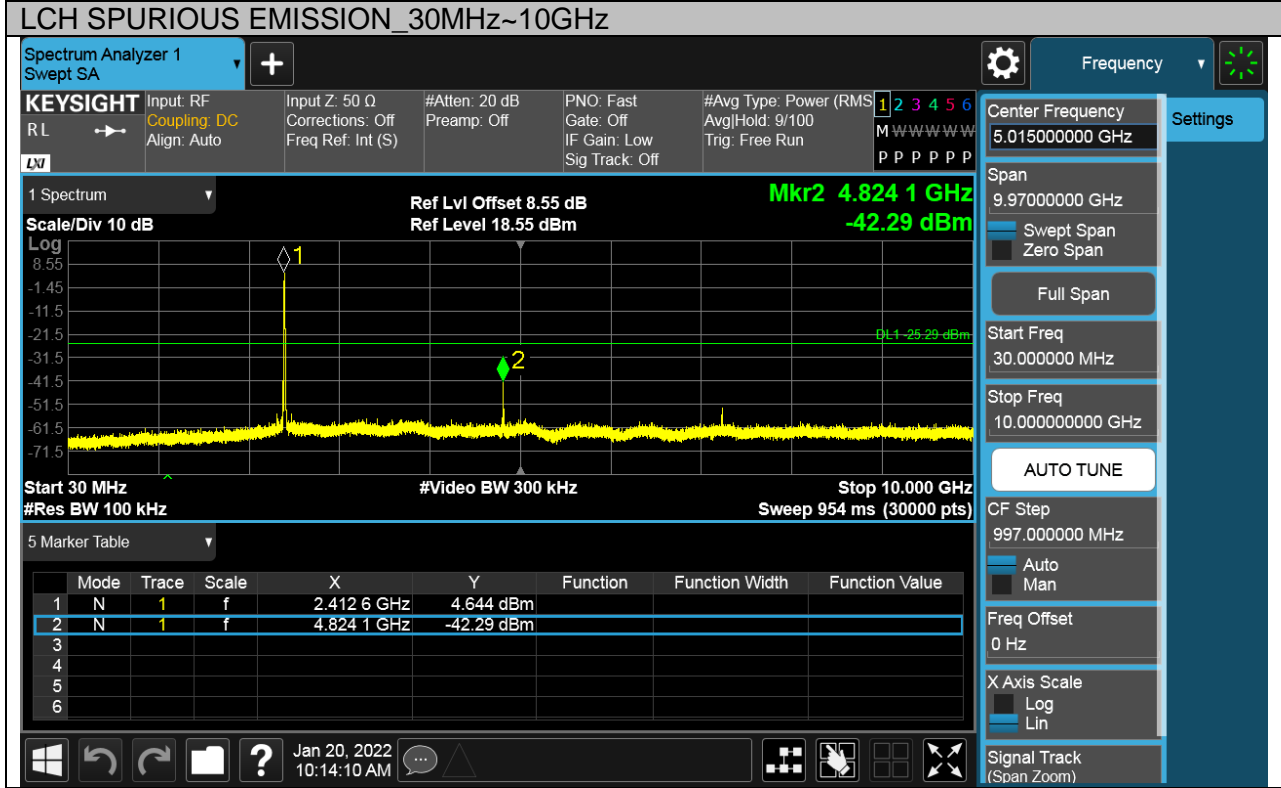 LCH SPURIOUS EMISSION_30MHz~10GHz
Spectrum Analyzer 1
Swept SA
+
Frequency
KEYSIGHT
RL
LXI
Input: RF
Coupling: DC
Align: Auto
Input Z: 50 Ω
Corrections: Off
Freq Ref: Int (S)
#Atten: 20 dB
Preamp: Off
PNO: Fast
Gate: Off
IF Gain: Low
Sig Track: Off
#Avg Type: Power (RMS
Avg|Hold: 9/100
Trig: Free Run
1 2 3 4 5 6
M W W W W W
P P P P P P
1 Spectrum
Scale/Div 10 dB
Ref Lvl Offset 8.55 dB
Ref Level 18.55 dBm
Mkr2 4.824 1 GHz
-42.29 dBm
Log
8.55
-1.45
-11.5
-21.5
-31.5
-41.5
-51.5
-61.5
-71.5
1
2
DL1 -25.29 dBm
Start 30 MHz
#Video BW 300 kHz
Stop 10.000 GHz
#Res BW 100 kHz
Sweep 954 ms (30000 pts)
5 Marker Table
Mode Trace Scale X Y Function Function Width Function Value
1 N 1 f 2.412 6 GHz 4.644 dBm
2 N 1 f 4.824 1 GHz -42.29 dBm
3
4
5
6
?
Jan 20, 2022
10:14:10 AM
Center Frequency
5.015000000 GHz
Settings
Span
9.97000000 GHz
Swept Span
Zero Span
Full Span
Start Freq
30.000000 MHz
Stop Freq
10.000000000 GHz
AUTO TUNE
CF Step
997.000000 MHz
Auto
Man
Freq Offset
0 Hz
X Axis Scale
Log
Lin
Signal Track
(Span Zoom)